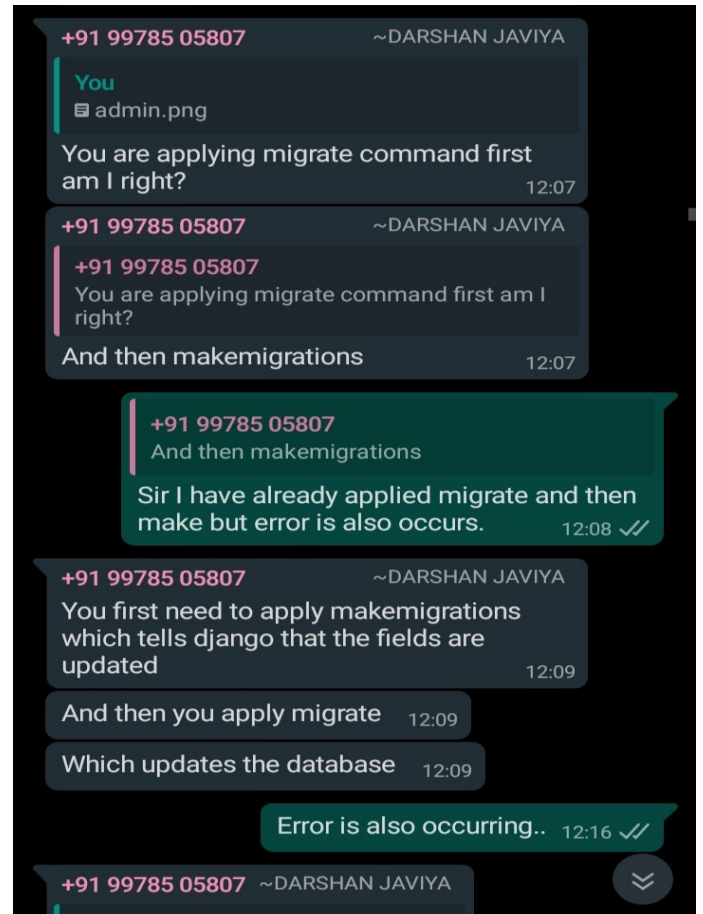 +91 99785 05807 ~DARSHAN JAVIYA
You
admin.png
You are applying migrate command first
am I right? 12:07
+91 99785 05807 ~DARSHAN JAVIYA
+91 99785 05807
You are applying migrate command first am I
right?
And then makemigrations 12:07
+91 99785 05807
And then makemigrations
Sir I have already applied migrate and then
make but error is also occurs. 12:08
+91 99785 05807 ~DARSHAN JAVIYA
You first need to apply makemigrations
which tells django that the fields are
updated 12:09
And then you apply migrate 12:09
Which updates the database 12:09
Error is also occurring.. 12:16
+91 99785 05807 ~DARSHAN JAVIYA